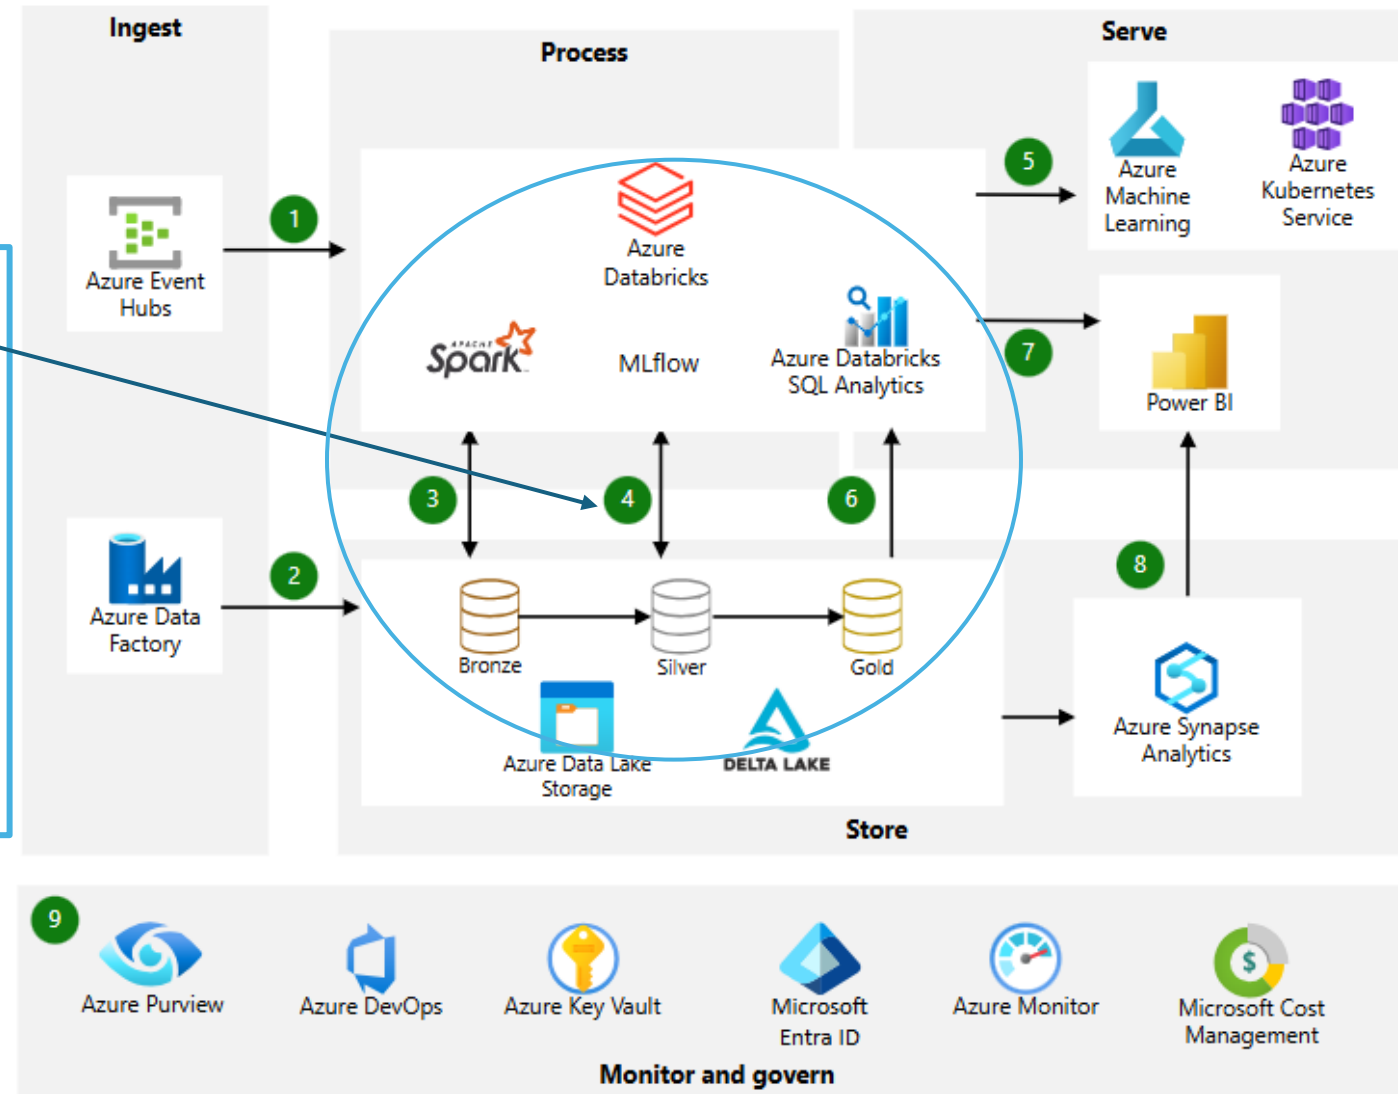 Ingest
Process
Serve
1
Azure Event
Hubs
2
Azure Data
Factory
Azure
Databricks
APACHE
Spark
MLflow
Azure Databricks
SQL Analytics
5
Azure
Machine
Learning
Azure
Kubernetes
Service
7
Power BI
3
4
6
8
Bronze
Silver
Gold
Azure Data Lake
Storage
DELTA LAKE
Azure Synapse
Analytics
Store
9
Azure Purview
Azure DevOps
Azure Key Vault
Microsoft
Entra ID
Azure Monitor
$
Microsoft Cost
Management
Monitor and govern